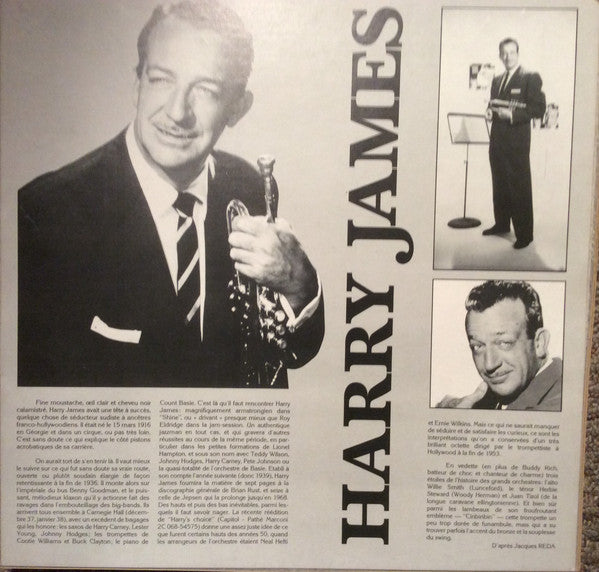 HARRY JAMES
Fine moustache, œil clair et cheveu noir
calamistré. Harry James avait une tête à succès,
quelque chose de séducteur sudiste à ancêtres
franco-hollywoodiens. Il était né le 15 mars 1916
en Géorgie et dans un cirque, ou pas très loin.
C'est sans doute ce qui explique le côté pistons
acrobatiques de sa carrière.
On aurait tort de s'en tenir là. Il vaut mieux
le suivre sur ce qui fut sans doute sa vraie route,
ouverte ou plutôt soudain élargie de façon
retentissante à la fin de 1936. Il monte alors sur
l'impériale du bus Benny Goodman, et le puis-
sant, méthodieux klaxon qu'il y actionne fait des
ravages dans l'embouteillage des big-bands. Ils
arrivent tous ensemble à Carnegie Hall (décem-
bre 37, janvier 38), avec un excédent de bagages
qui les honore : les saxos de Harry Carney, Lester
Young, Johnny Hodges; les trompettes de
Cootie Williams et Buck Clayton, le piano de
Count Basie. C'est là qu'il faut rencontrer Harry
James: magnifiquement armstrongien dans
"Shine", ou « drivant » presque mieux que Roy
Eldridge dans la jam-session. Un authentique
jazzman en tout cas, et qui gravera d'autres
réussites au cours de la même période, en par-
ticulier dans les petites formations de Lionel
Hampton, et sous son nom avec Teddy Wilson,
Johnny Hodges, Harry Carney, Pete Johnson ou
la quasi-totalité de l'orchestre de Basie. Etabli à
son compte l'année suivante (donc 1939), Harry
James fournira la matière de sept pages à la
discographie générale de Brian Rust, et seize à
celle de Jepsen qui la prolonge jusqu'en 1968.
Des hauts et puis des bas inévitables, parmi les-
quels il faut savoir nager. La récente réédition
de "Harry's choice" (Capitol - Pathé Marconi
2C 068-54975) donne une assez juste idée de ce
que furent certains hauts des années 50, quand
les arrangeurs de l'orchestre étaient Neal Hefti
et Ernie Wilkins. Mais ce qui ne saurait manquer
de séduire et de satisfaire les curieux, ce sont les
interprétations qu'on a conservées d'un très
brillant octette dirigé par le trompettiste à
Hollywood à la fin de 1953.
En vedette (en plus de Buddy Rich,
batteur de choc et chanteur de charme) trois
étoiles de l'histoire des grands orchestres: l'alto
Willie Smith (Lunceford), le ténor Herbie
Steward (Woody Herman) et Juan Tizol (de la
longue caravane ellingtonienne). Et bien sûr
parmi les lambeaux de son froufroutant
emblème — "Ciribiribin" — cette trompette un
peu trop dorée de funambule, mais qui a su
trouver parfois l'accent du bronze et la souplesse
du swing.
D'après Jacques REDA